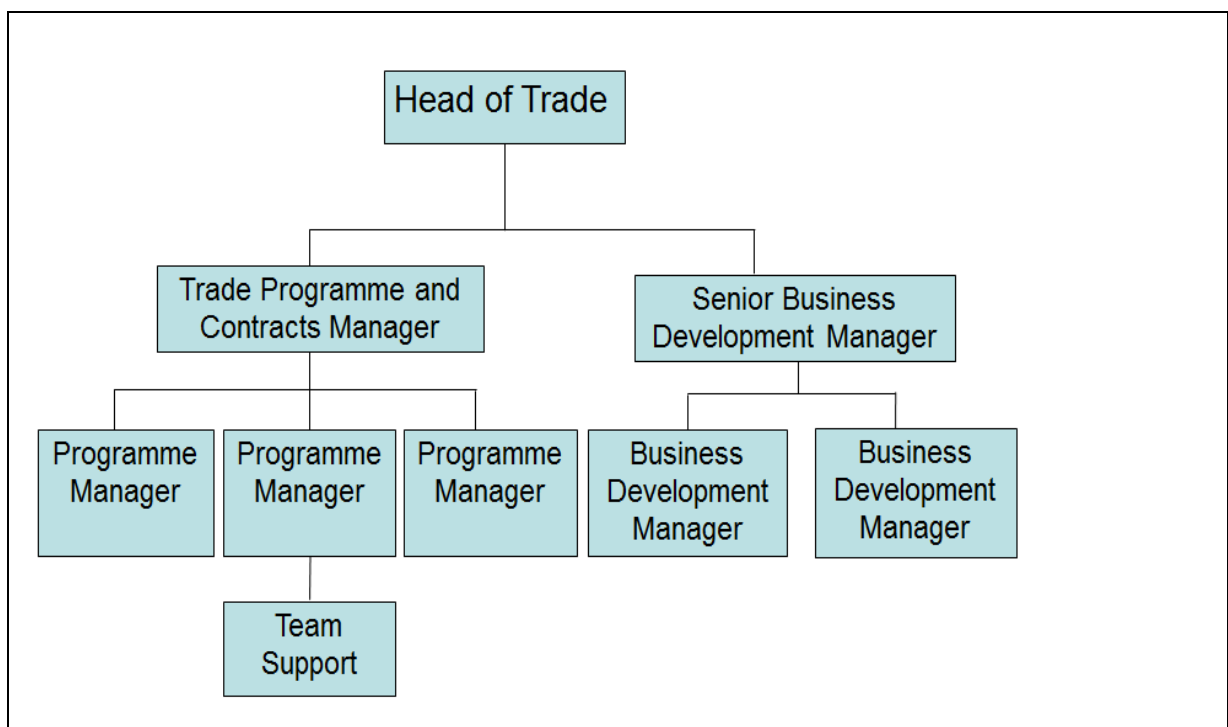 Head of Trade
Trade Programme and
Contracts Manager
Senior Business
Development Manager
Programme
Manager
Programme
Manager
Programme
Manager
Business
Development
Manager
Business
Development
Manager
Team
Support